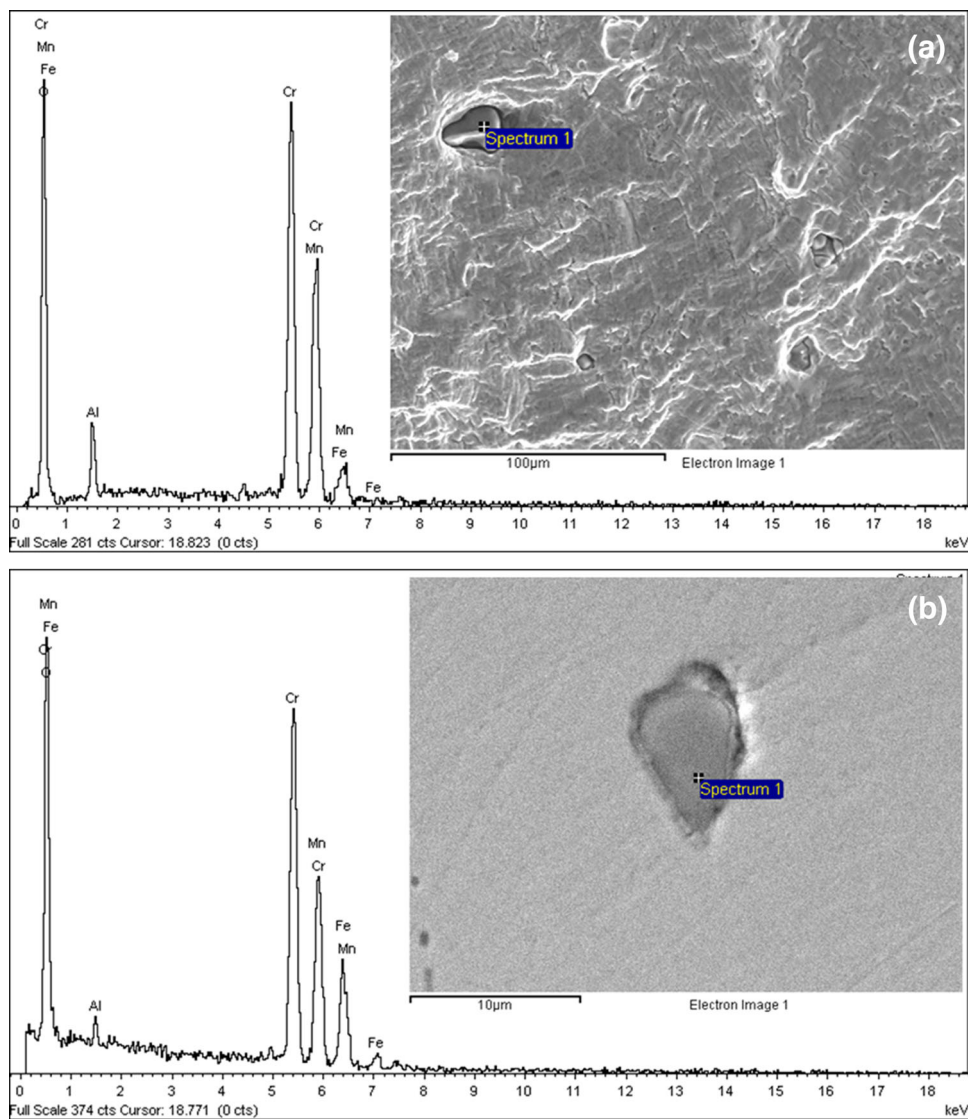 (a)
Cr
Mn
Fe
O
Cr
Cr
Mn
Al
Mn
Fe
Fe
Spectrum 1
100µm
Electron Image 1
0 1 2 3 4 5 6 7 8 9 10 11 12 13 14 15 16 17 18
Full Scale 281 cts Cursor: 18.823 (0 cts)
keV
(b)
Mn
Fe
Cr
O
Cr
Mn
Cr
Fe
Mn
Al
Fe
Spectrum 1
10µm
Electron Image 1
0 1 2 3 4 5 6 7 8 9 10 11 12 13 14 15 16 17 18
Full Scale 374 cts Cursor: 18.771 (0 cts)
keV